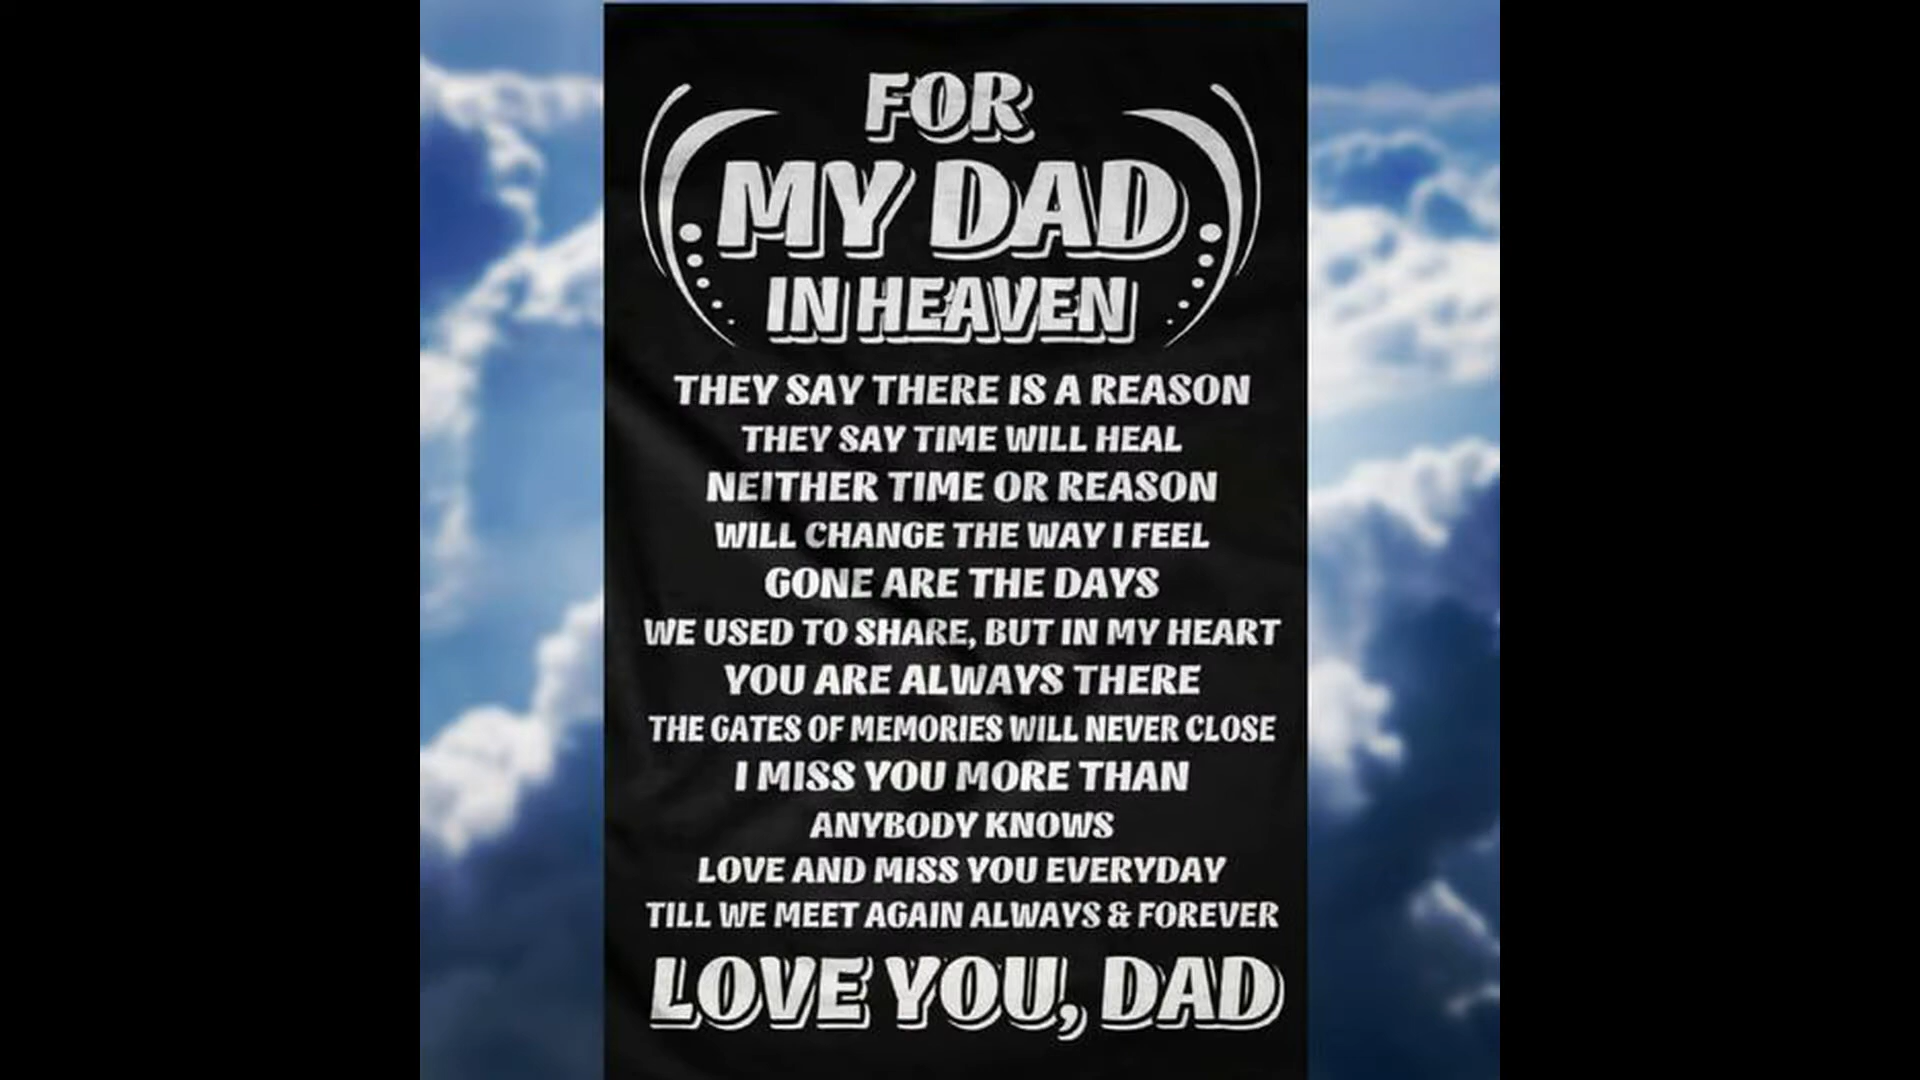 FOR
MY DAD
IN HEAVEN
THEY SAY THERE IS A REASON
THEY SAY TIME WILL HEAL
NEITHER TIME OR REASON
WILL CHANGE THE WAY I FEEL
GONE ARE THE DAYS
WE USED TO SHARE, BUT IN MY HEART
YOU ARE ALWAYS THERE
THE GATES OF MEMORIES WILL NEVER CLOSE
I MISS YOU MORE THAN
ANYBODY KNOWS
LOVE AND MISS YOU EVERYDAY
TILL WE MEET AGAIN ALWAYS & FOREVER
LOVE YOU, DAD